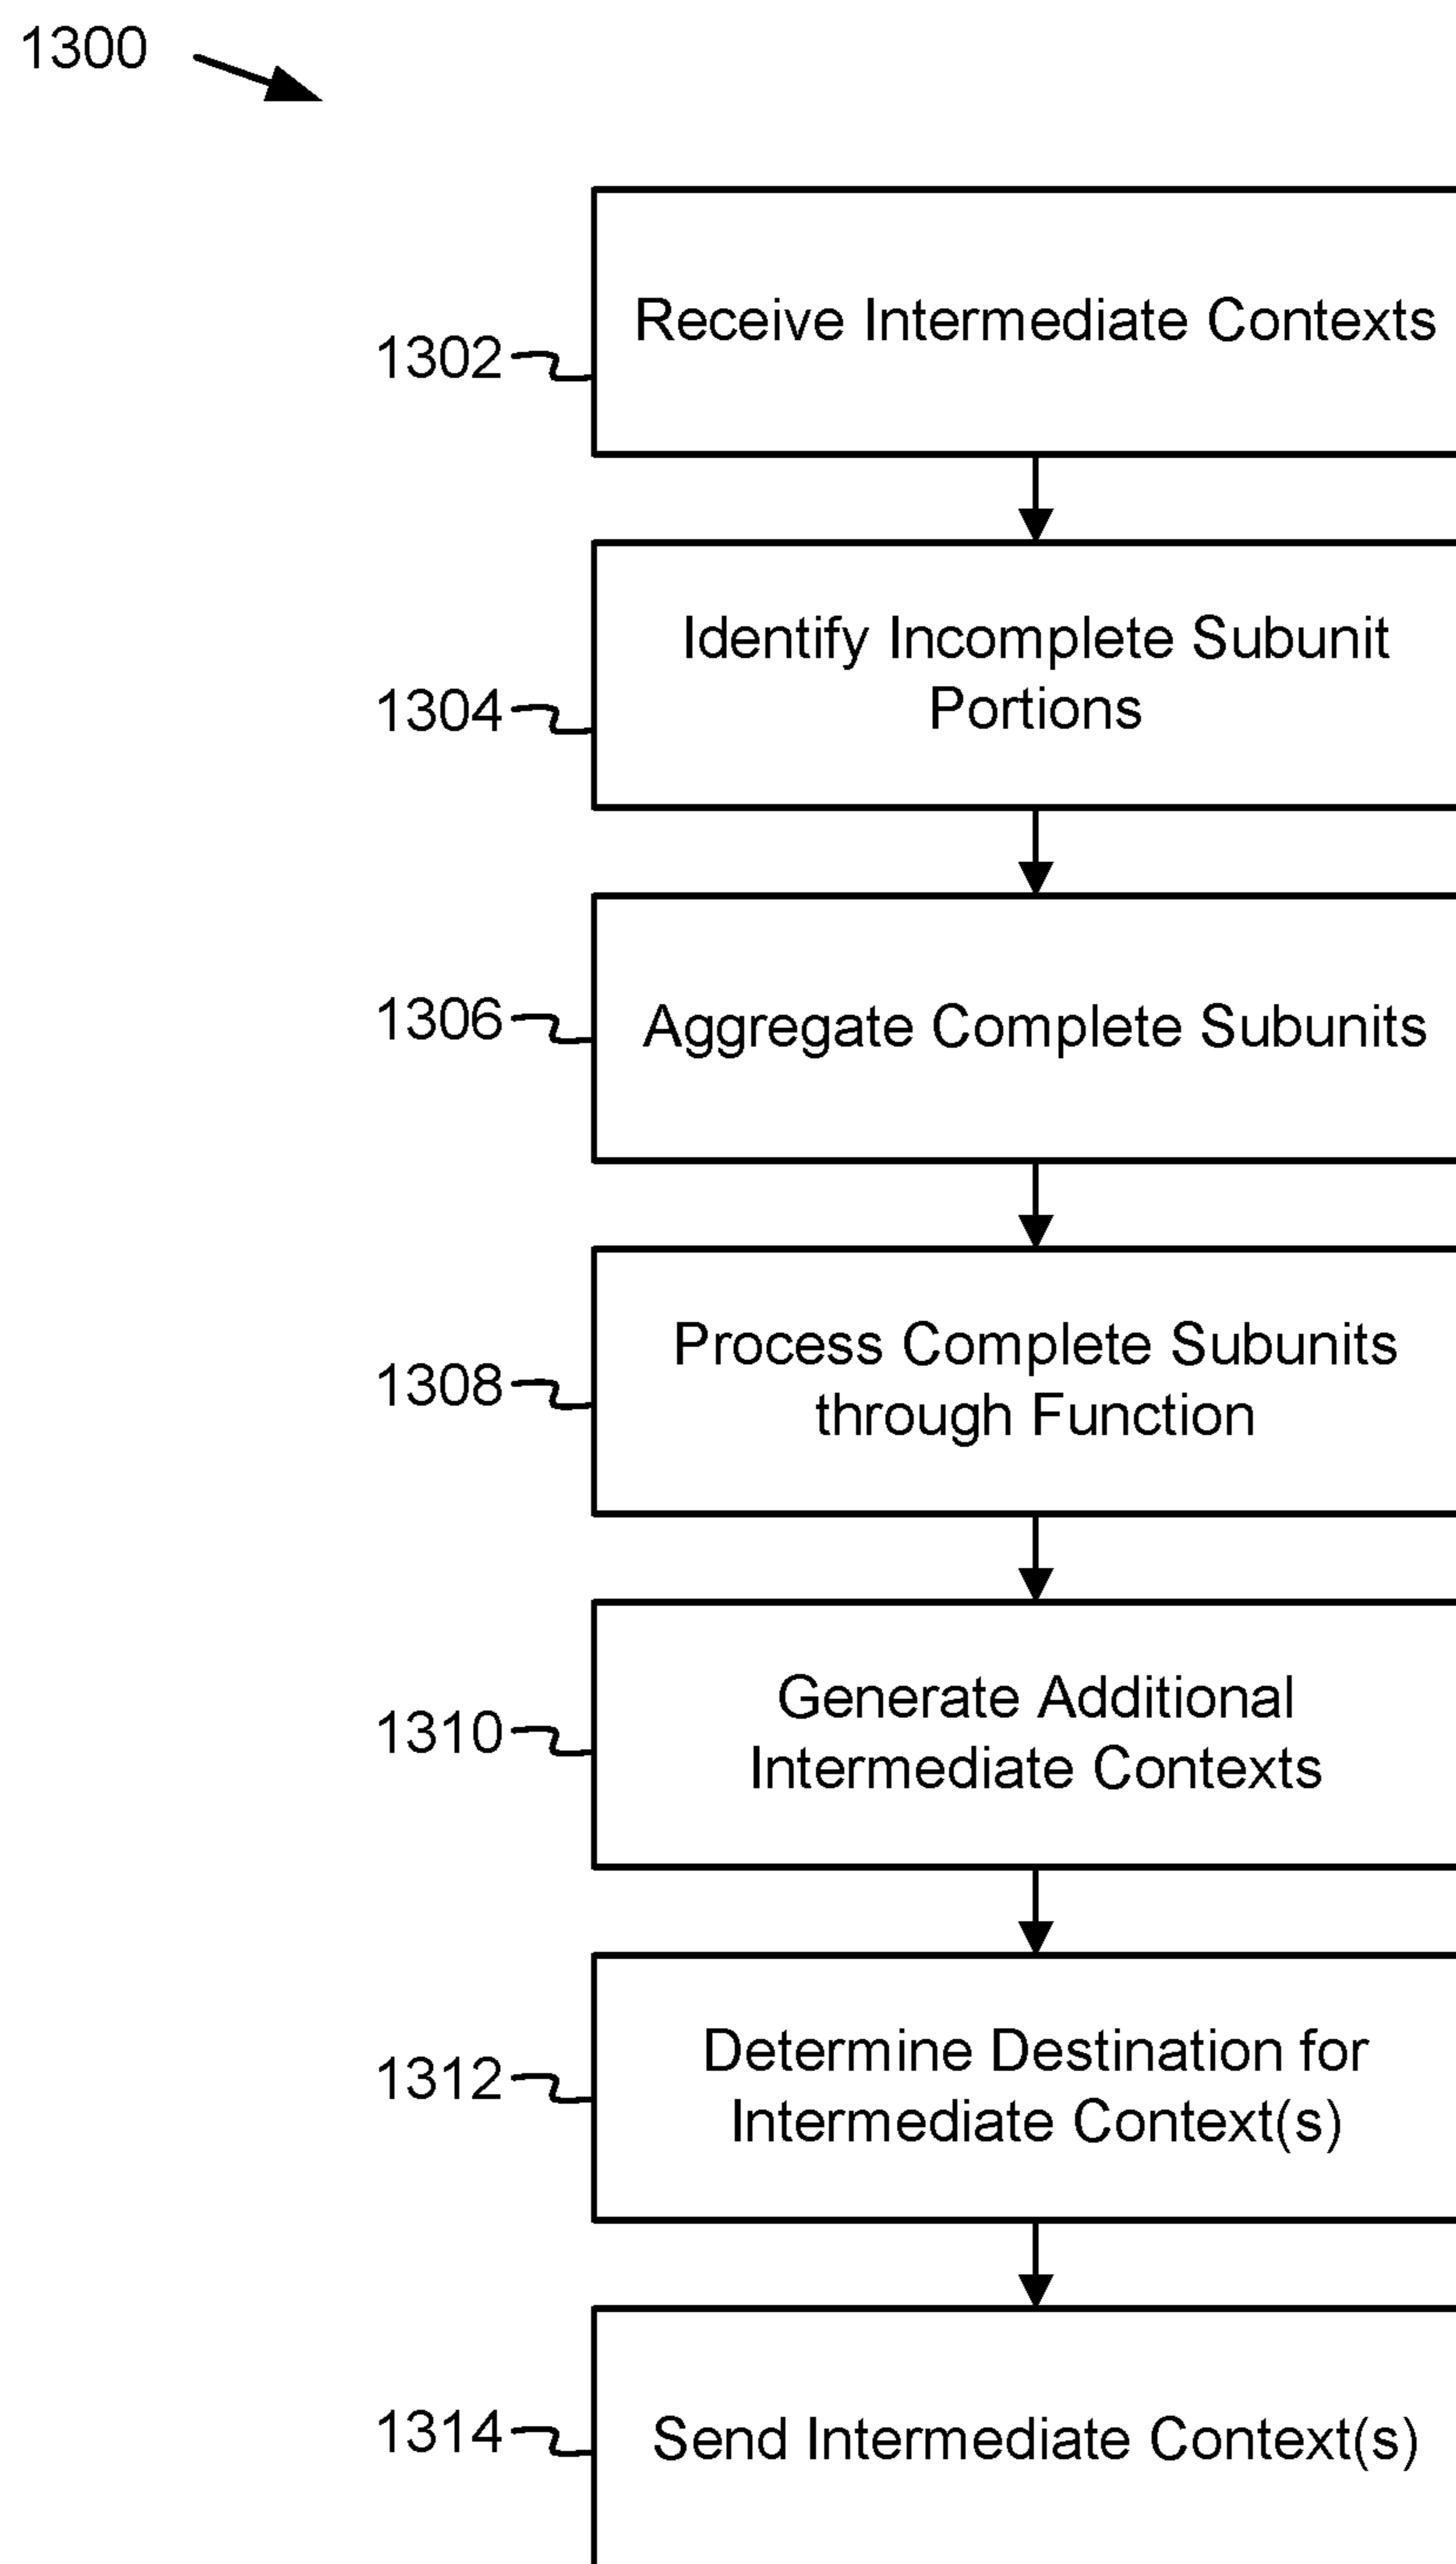 1300
1302
Receive Intermediate Contexts
1304
Identify Incomplete Subunit
Portions
1306
Aggregate Complete Subunits
1308
Process Complete Subunits
through Function
1310
Generate Additional
Intermediate Contexts
1312
Determine Destination for
Intermediate Context(s)
1314
Send Intermediate Context(s)